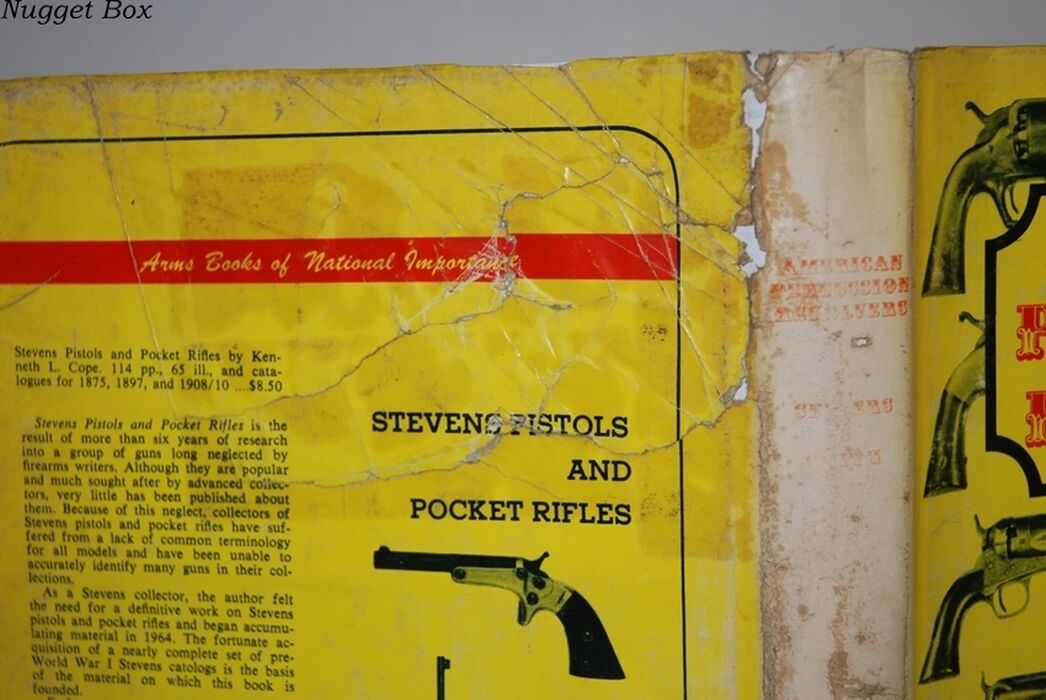 Nugget Box
Arms Books of National Importance
Stevens Pistols and Pocket Rifles by Ken-
neth L. Cope. 114 pp., 65 ill., and cata-
logues for 1875, 1897, and 1908/10 ....$8.50
Stevens Pistols and Pocket Rifles is the
result of more than six years of research
into a group of guns long neglected by
firearms writers. Although they are popular
and much sought after by advanced collec-
tors, very little has been published about
them. Because of this neglect, collectors of
Stevens pistols and pocket rifles have suf-
fered from a lack of common terminology
for all models and have been unable to
accurately identify many guns in their col-
lections.
As a Stevens collector, the author felt
the need for a definitive work on Stevens
pistols and pocket rifles and began accumu-
lating material in 1964. The fortunate ac-
quisition of a nearly complete set of pre-
World War I Stevens catologs is the basis
of the material on which this book is
founded.
STEVENS PISTOLS
AND
POCKET RIFLES
AMERICAN
PERCUSSION
REVOLVERS